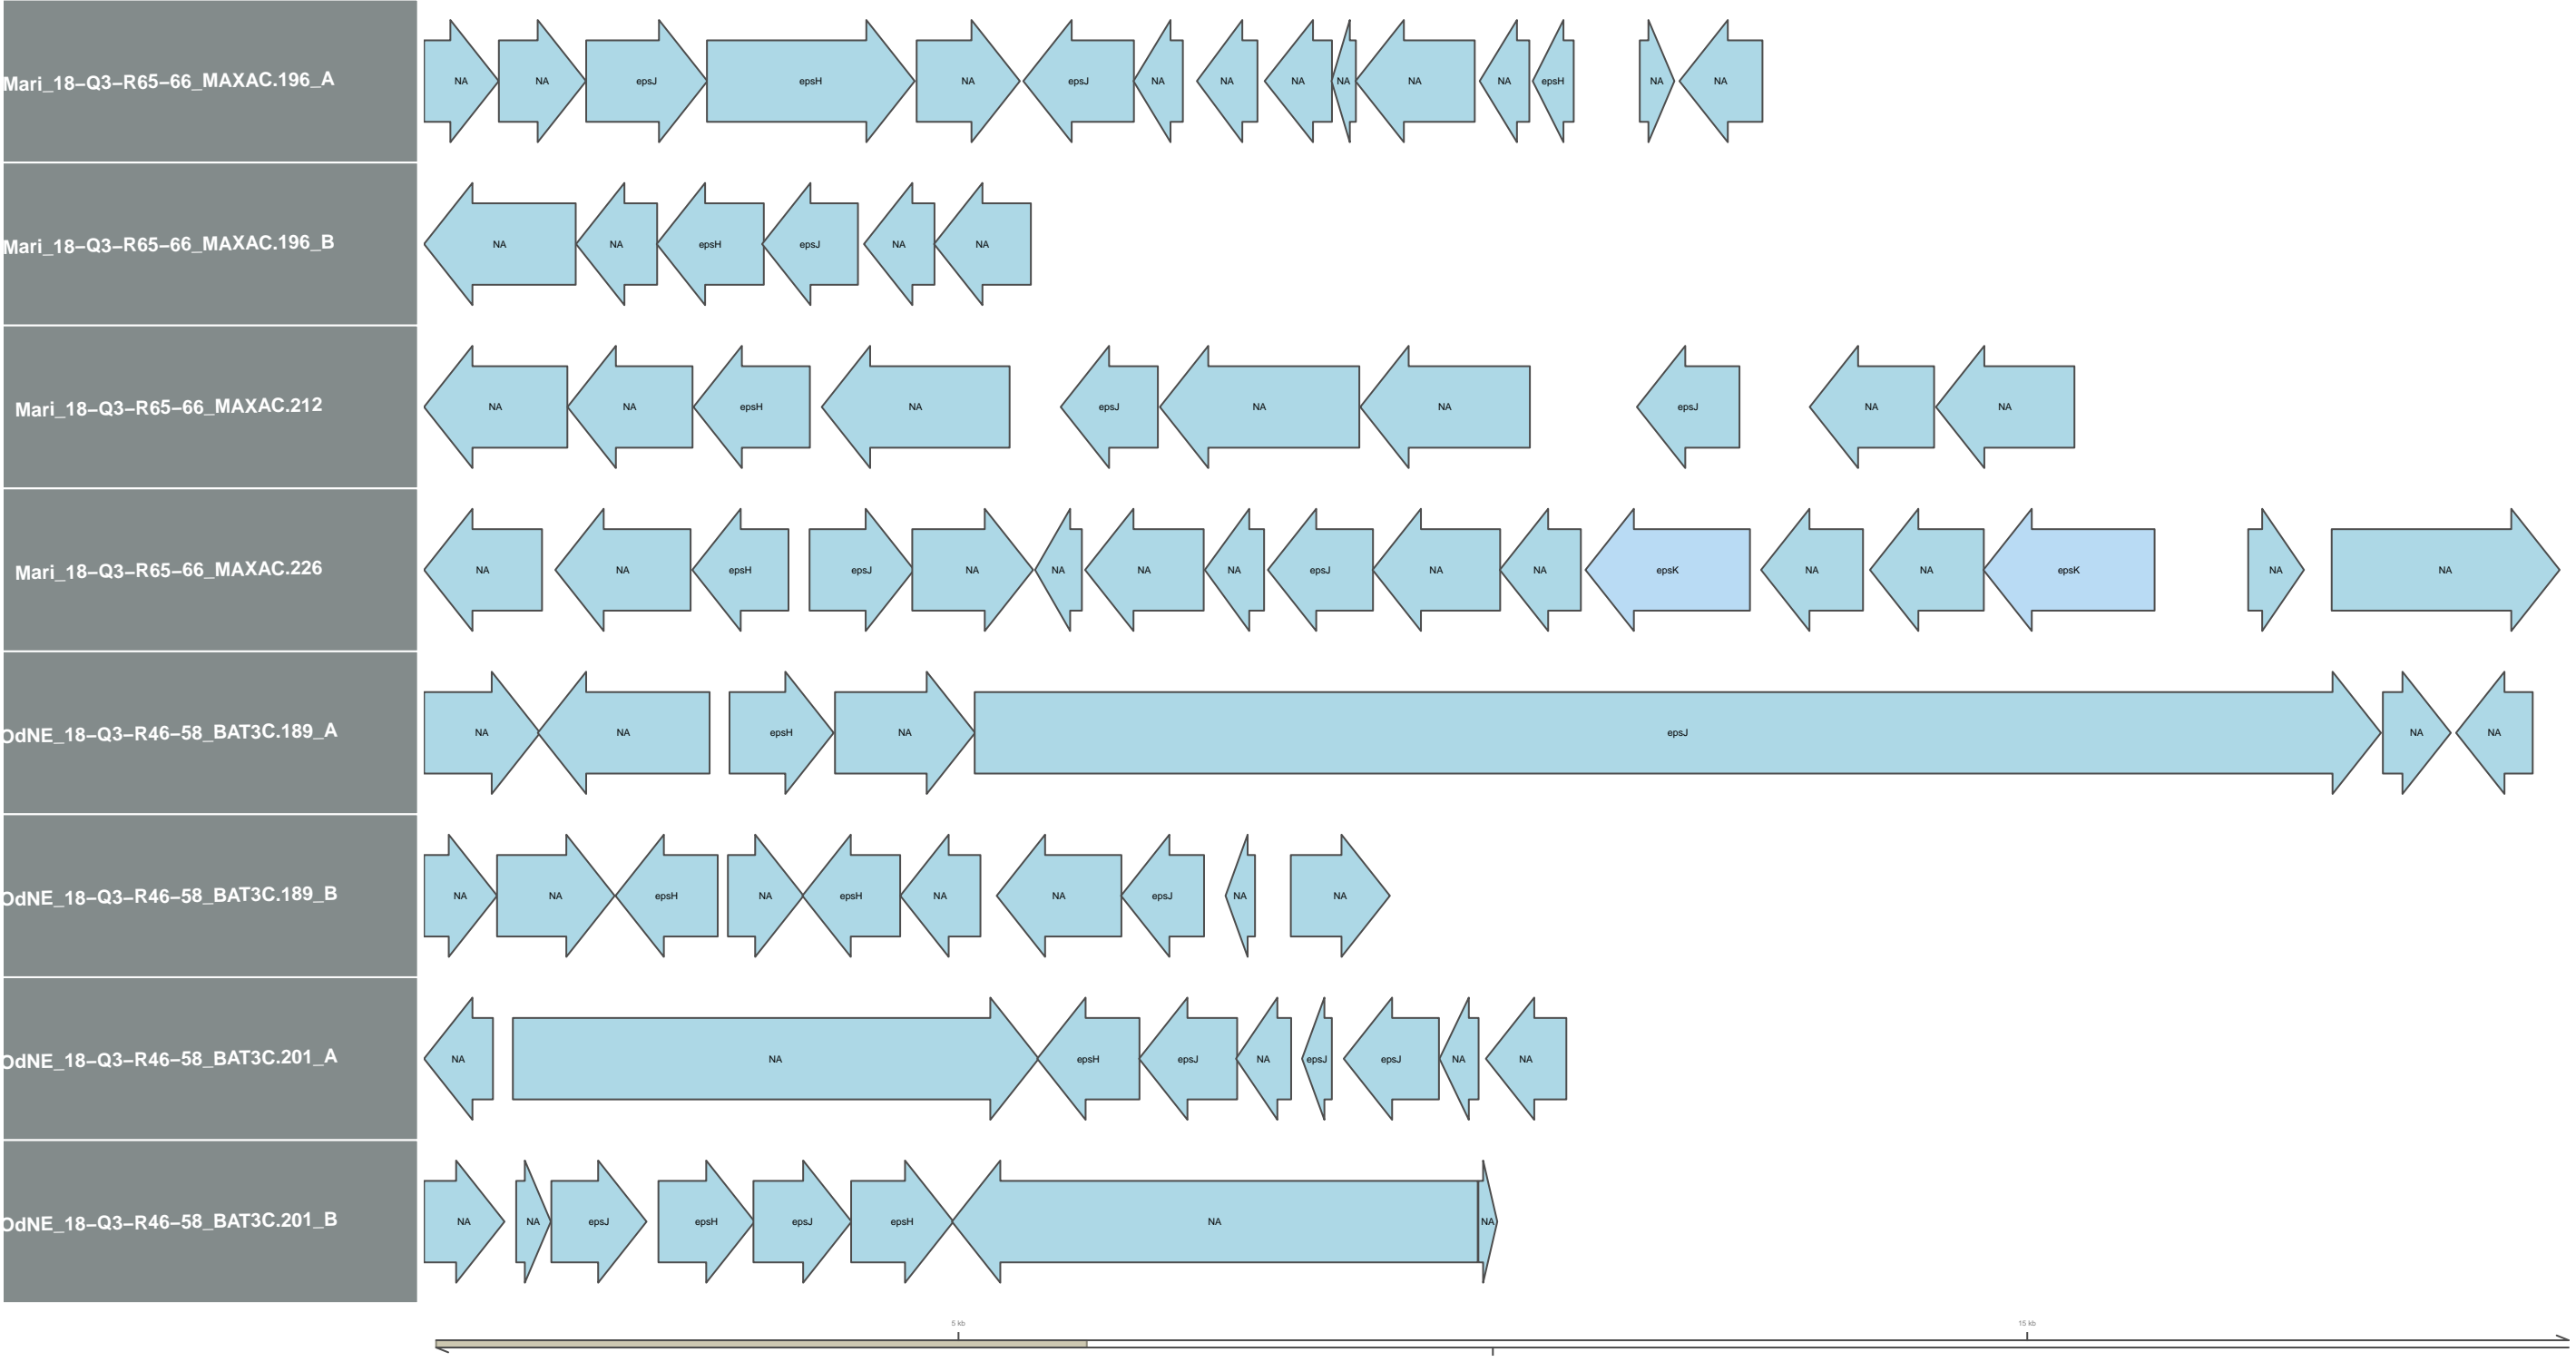 Mari_18–Q3–R65–66_MAXAC.196_A NA NA epsJ epsH NA epsJ NA NA NA NA NA NA epsH NA NA
Mari_18–Q3–R65–66_MAXAC.196_B NA NA epsH epsJ NA NA
Mari_18–Q3–R65–66_MAXAC.212 NA NA epsH NA epsJ NA NA epsJ NA NA
Mari_18–Q3–R65–66_MAXAC.226 NA NA epsH epsJ NA NA NA NA epsJ NA NA epsK NA NA epsK NA NA
OdNE_18–Q3–R46–58_BAT3C.189_A NA NA epsH NA epsJ NA NA
OdNE_18–Q3–R46–58_BAT3C.189_B NA NA epsH NA epsH NA NA epsJ NA NA
OdNE_18–Q3–R46–58_BAT3C.201_A NA NA epsH epsJ NA epsJ epsJ NA NA
OdNE_18–Q3–R46–58_BAT3C.201_B NA NA epsJ epsH epsJ epsH NA NA
5 kb 15 kb